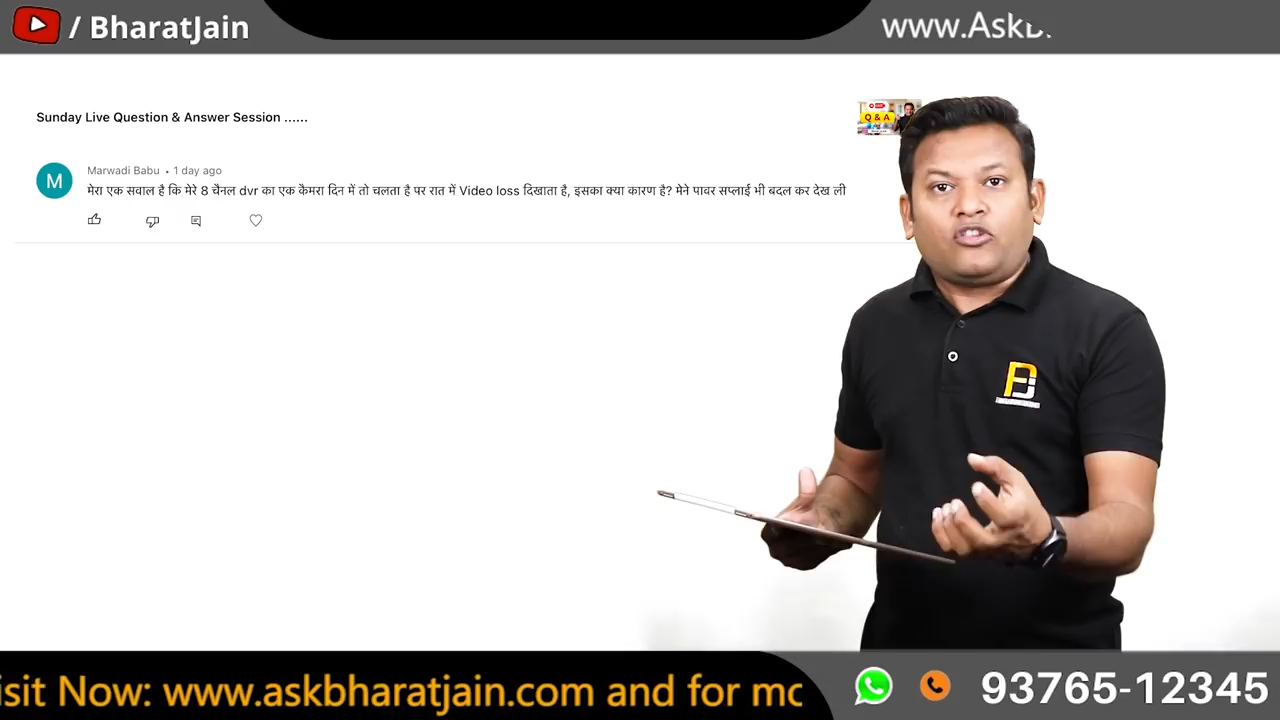 / BharatJain
www.Ask
Sunday Live Question & Answer Session ......
Q & A
Marwadi Babu • 1 day ago
M
मेरा एक सवाल है कि मेरे 8 चैनल dvr का एक कैमरा दिन में तो चलता है पर रात में Video loss दिखाता है, इसका क्या कारण है? मेने पावर सप्लाई भी बदल कर देख ली
isit Now: www.askbharatjain.com and for mo
93765-12345